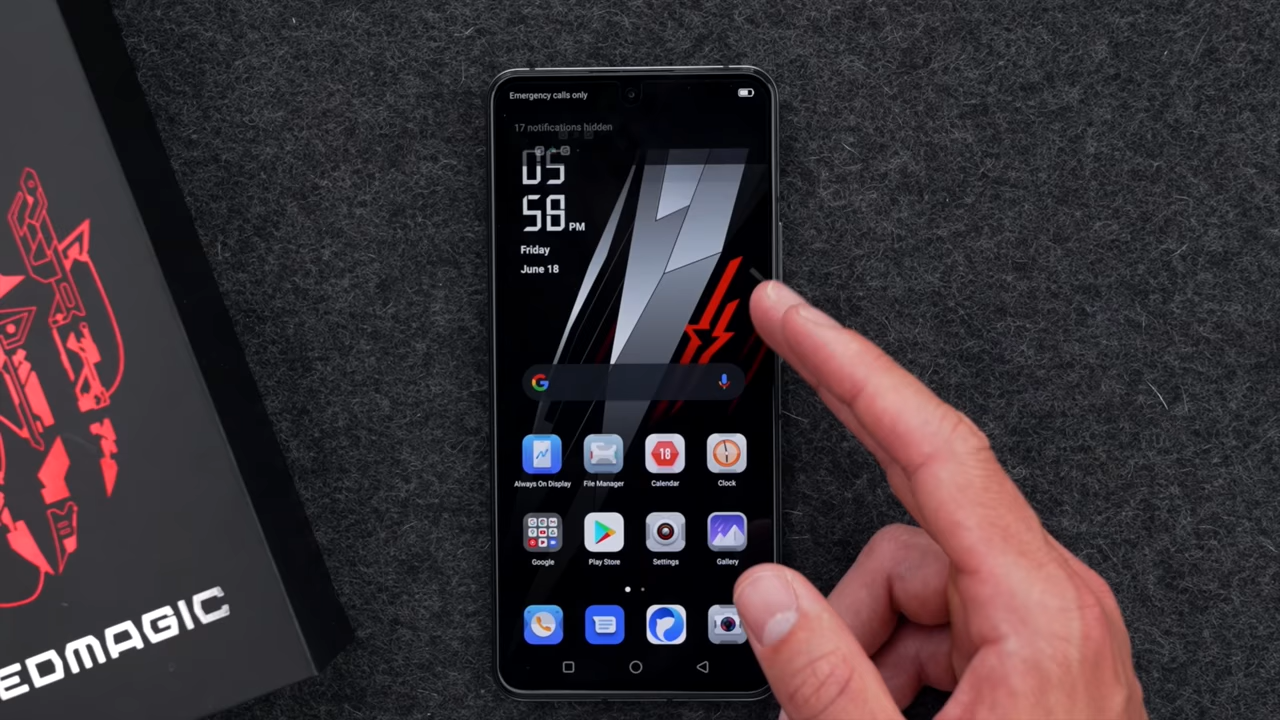 Emergency calls only
17 notifications hidden
05
58 PM
Friday
June 18
18
Always On Display
File Manager
Calendar
Clock
Google
Play Store
Settings
Gallery
EDMAGIC